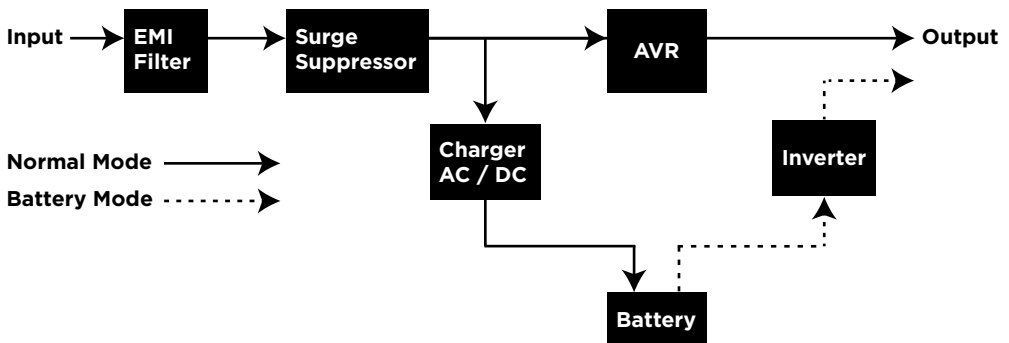 Input
EMI
Filter
Surge
Suppressor
AVR
Output
Charger
AC / DC
Inverter
Normal Mode
Battery Mode
Battery